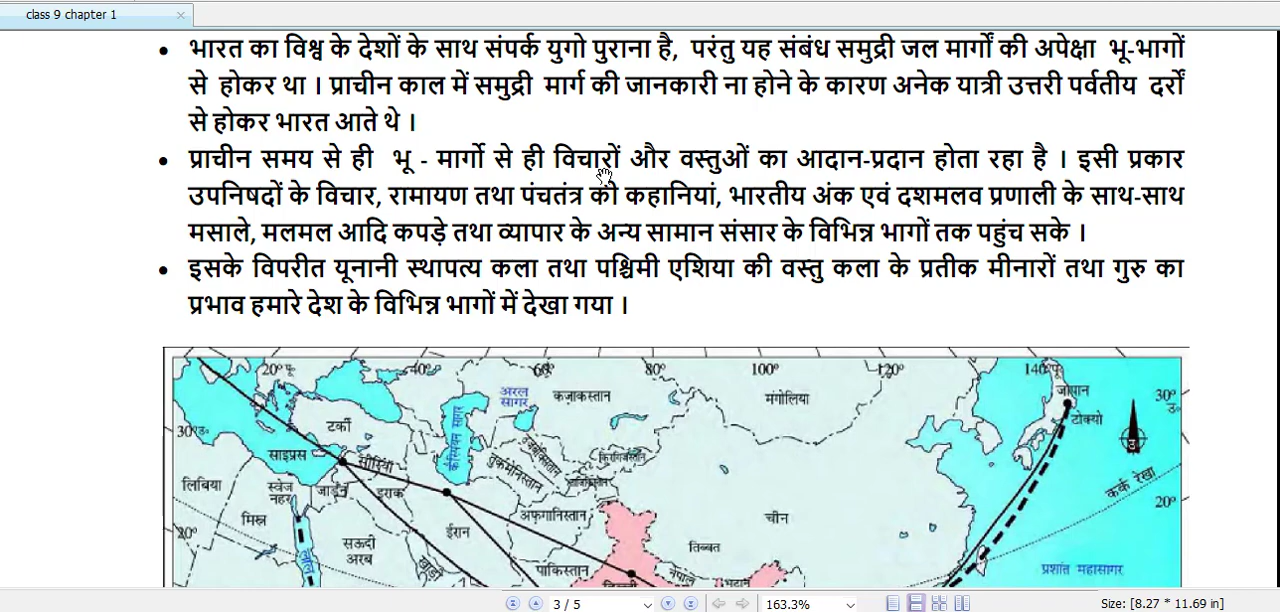 class 9 chapter 1
भारत का विश्व के देशों के साथ संपर्क युगो पुराना है, परंतु यह संबंध समुद्री जल मार्गों की अपेक्षा भू-भागों
से होकर था । प्राचीन काल में समुद्री मार्ग की जानकारी ना होने के कारण अनेक यात्री उत्तरी पर्वतीय दर्रों
से होकर भारत आते थे ।
प्राचीन समय से ही भू - मार्गो से ही विचारों और वस्तुओं का आदान-प्रदान होता रहा है । इसी प्रकार
उपनिषदों के विचार, रामायण तथा पंचतंत्र की कहानियां, भारतीय अंक एवं दशमलव प्रणाली के साथ-साथ
मसाले, मलमल आदि कपड़े तथा व्यापार के अन्य सामान संसार के विभिन्न भागों तक पहुंच सके ।
इसके विपरीत यूनानी स्थापत्य कला तथा पश्चिमी एशिया की वस्तु कला के प्रतीक मीनारों तथा गुरु का
प्रभाव हमारे देश के विभिन्न भागों में देखा गया ।
20° पू. 40° 60° 80° 100° 120° 140°पू.
जापान
30°
उ.
अरल
सागर
कज़ाकस्तान
मंगोलिया
टोक्यो
टर्की
कैस्पियन सागर
30°उ.
साइप्रस
सीरिया
उज़बेकिस्तान
तुर्कमेनिस्तान
किरगिज़स्तान
कर्क रेखा
लिबिया
स्वेज
नहर
जार्डन
इराक
20°
मिस्र
ईरान
अफ़गानिस्तान
चीन
20°
सऊदी
अरब
तिब्बत
पाकिस्तान
नेपाल
भूटान
प्रशांत महासागर
लाल
दिल्ली
3 / 5
163.3%
Size: [8.27 * 11.69 in]